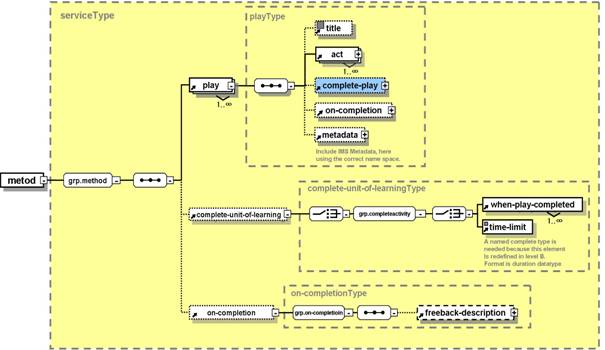 serviceType
playType
title
act
1..∞
play
1..∞
complete-play
on-completion
metadata
Include IMS Metadata, here
using the correct name space.
metod
grp.method
complete-unit-of-learningType
complete-unit-of-learning
grp.completeactivity
when-play-completed
1..∞
time-limit
A named complete type is
needed because this element
Is redefined in level B.
Format is duration datatype.
on-completionType
on-completion
grp.on-completioin
freeback-description